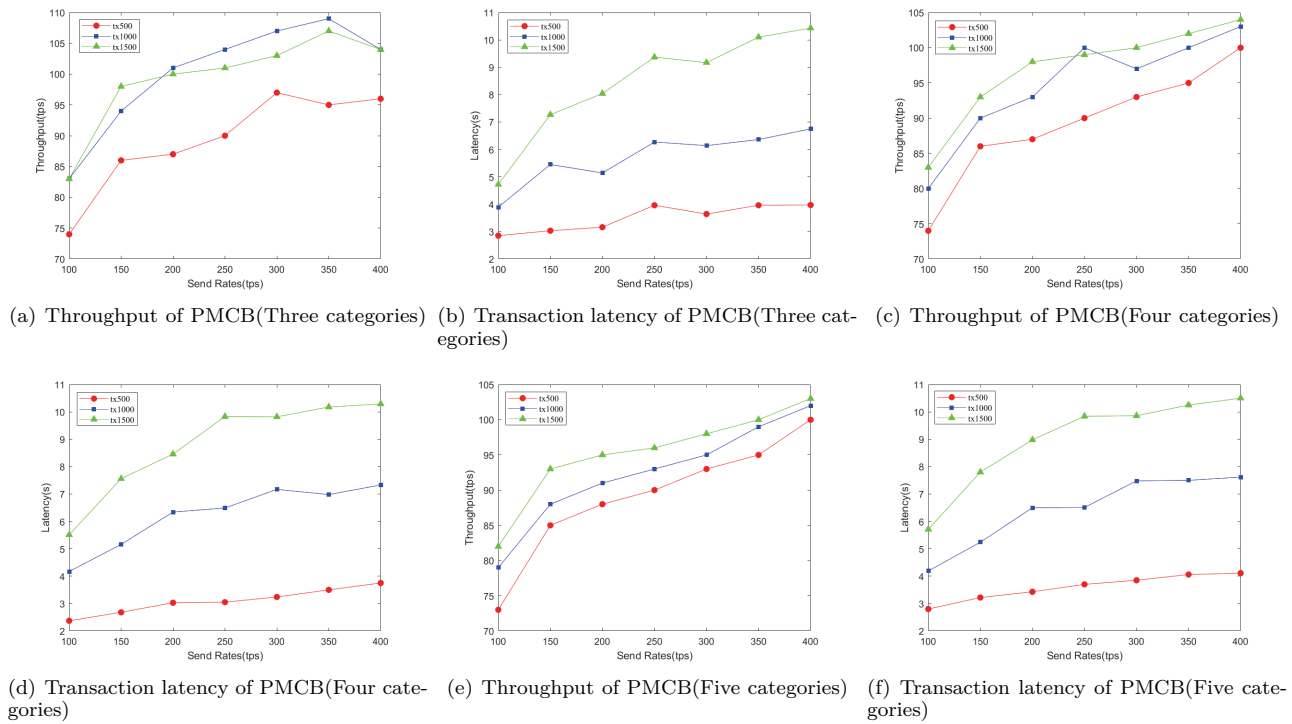 110
105
100
95
90
85
80
75
70
Throughput(tps)
tx500
tx1000
tx1500
100 150 200 250 300 350 400
Send Rates(tps)
(a) Throughput of PMCB(Three categories)
11
10
9
8
7
6
5
4
3
2
Latency(s)
tx500
tx1000
tx1500
100 150 200 250 300 350 400
Send Rates(tps)
(b) Transaction latency of PMCB(Three cat-
egories)
105
100
95
90
85
80
75
70
Throughput(tps)
tx500
tx1000
tx1500
100 150 200 250 300 350 400
Send Rates(tps)
(c) Throughput of PMCB(Four categories)
11
10
9
8
7
6
5
4
3
2
Latency(s)
tx500
tx1000
tx1500
100 150 200 250 300 350 400
Send Rates(tps)
(d) Transaction latency of PMCB(Four cate-
gories)
105
100
95
90
85
80
75
70
Throughput(tps)
tx500
tx1000
tx1500
100 150 200 250 300 350 400
Send Rates(tps)
(e) Throughput of PMCB(Five categories)
11
10
9
8
7
6
5
4
3
2
Latency(s)
tx500
tx1000
tx1500
100 150 200 250 300 350 400
Send Rates(tps)
(f) Transaction latency of PMCB(Five cate-
gories)